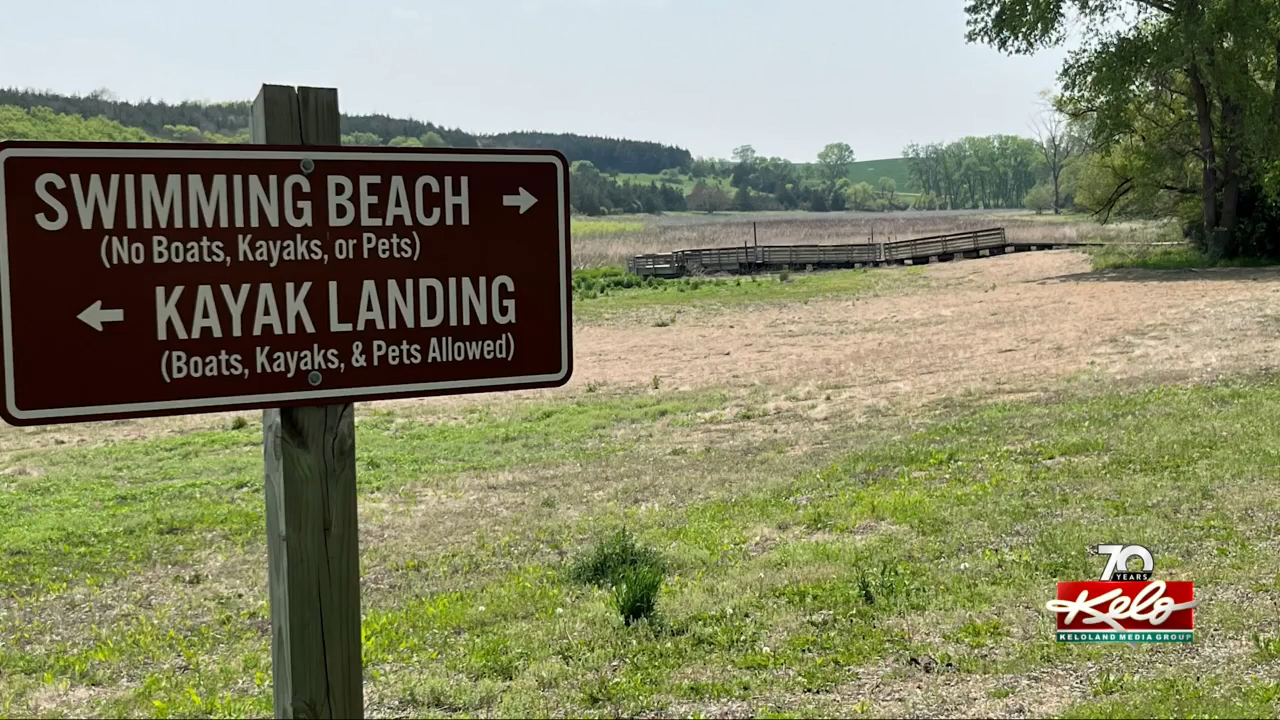 SWIMMING BEACH →
(No Boats, Kayaks, or Pets)
← KAYAK LANDING
(Boats, Kayaks, & Pets Allowed)
70
YEARS
Kelo
KELOLAND MEDIA GROUP